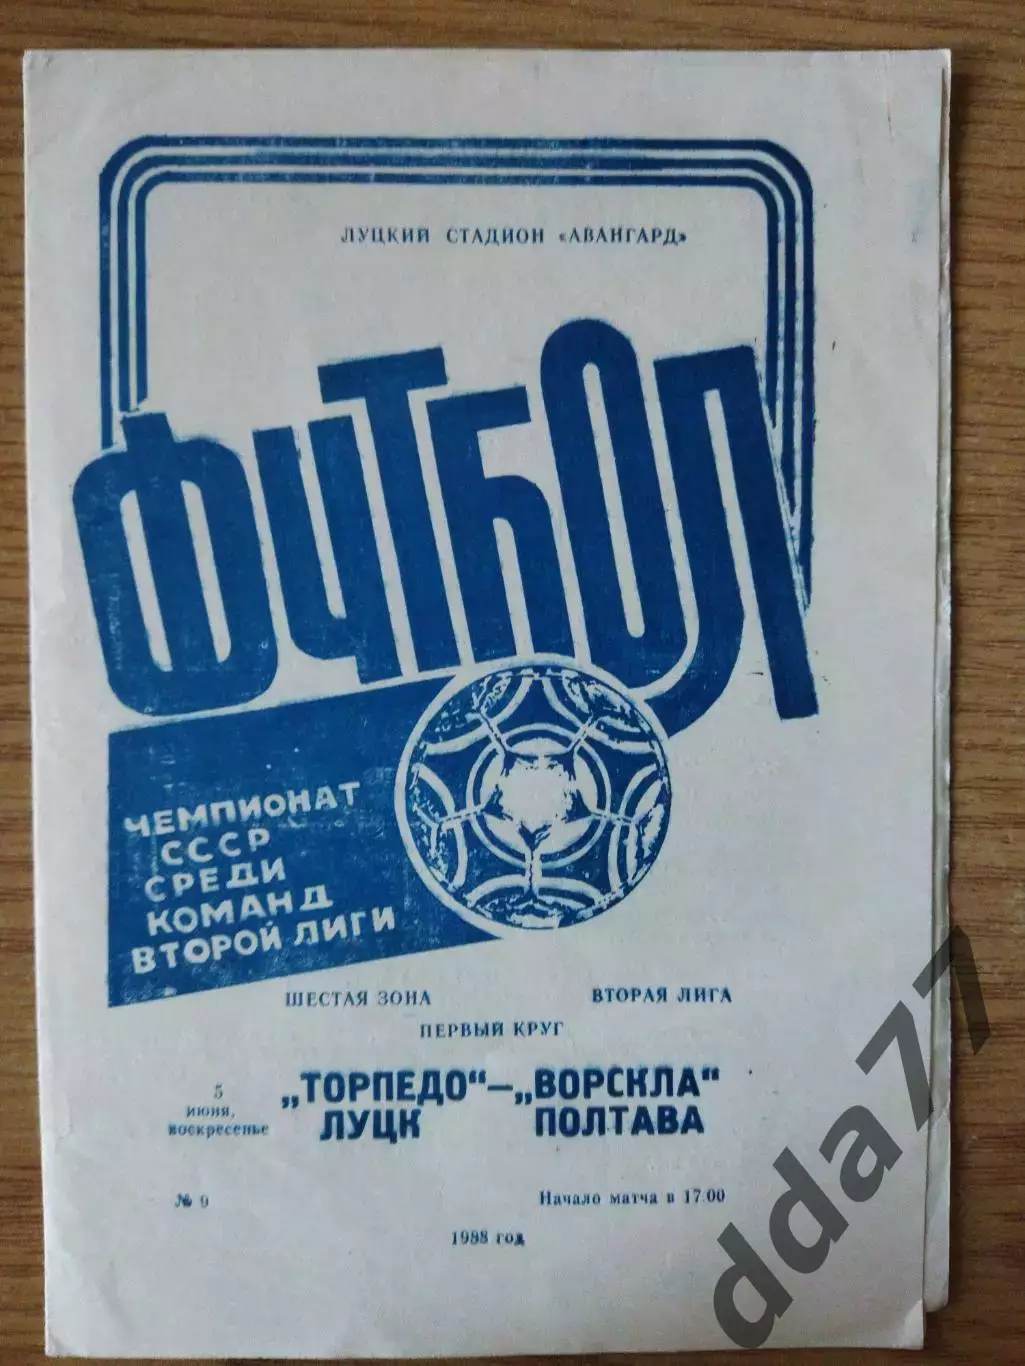 ЛУЦКИЙ СТАДИОН «АВАНГАРД»
ФУТБОЛ
ЧЕМПИОНАТ
СССР
СРЕДИ
КОМАНД
ВТОРОЙ ЛИГИ
ШЕСТАЯ ЗОНА ВТОРАЯ ЛИГА
ПЕРВЫЙ КРУГ
5 июня, воскресенье
„ТОРПЕДО“ — „ВОРСКЛА“
ЛУЦК ПОЛТАВА
№ 9 Начало матча в 17.00
1988 год
dda77